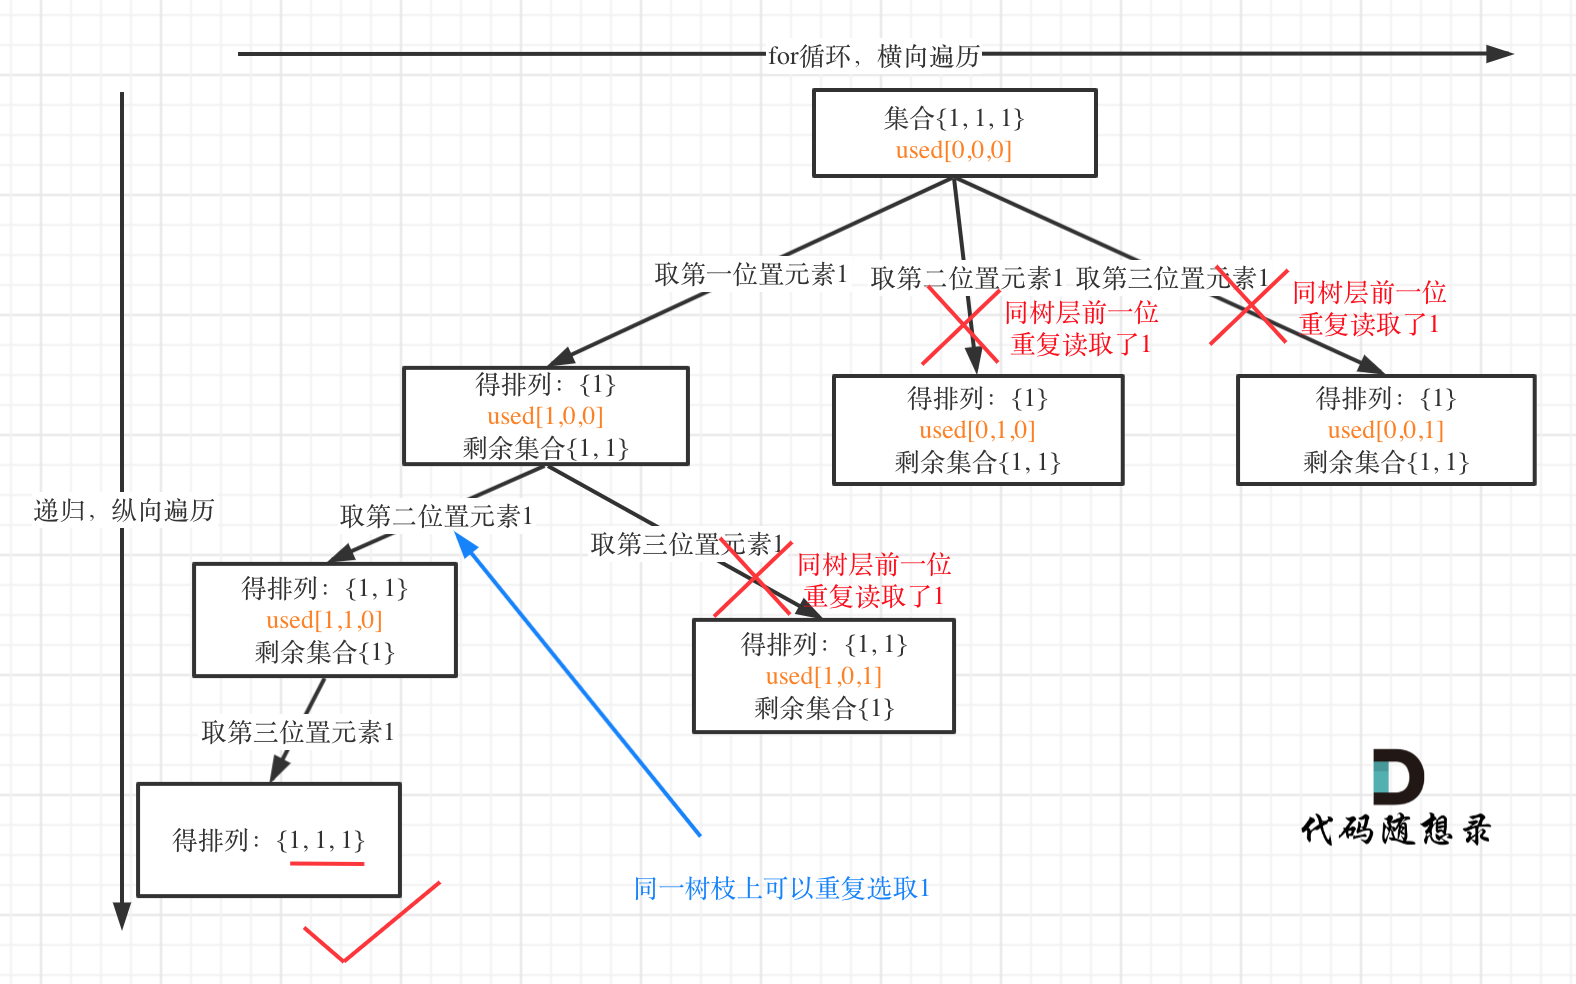 for循环，横向遍历
集合{1, 1, 1}
used[0,0,0]
取第一位置元素1
取第二位置元素1
取第三位置元素1
同树层前一位
重复读取了1
同树层前一位
重复读取了1
得排列：{1}
used[1,0,0]
剩余集合{1, 1}
得排列：{1}
used[0,1,0]
剩余集合{1, 1}
得排列：{1}
used[0,0,1]
剩余集合{1, 1}
递归，纵向遍历
取第二位置元素1
取第三位置元素1
同树层前一位
重复读取了1
得排列：{1, 1}
used[1,1,0]
剩余集合{1}
得排列：{1, 1}
used[1,0,1]
剩余集合{1}
取第三位置元素1
得排列：{1, 1, 1}
同一树枝上可以重复选取1
代码随想录